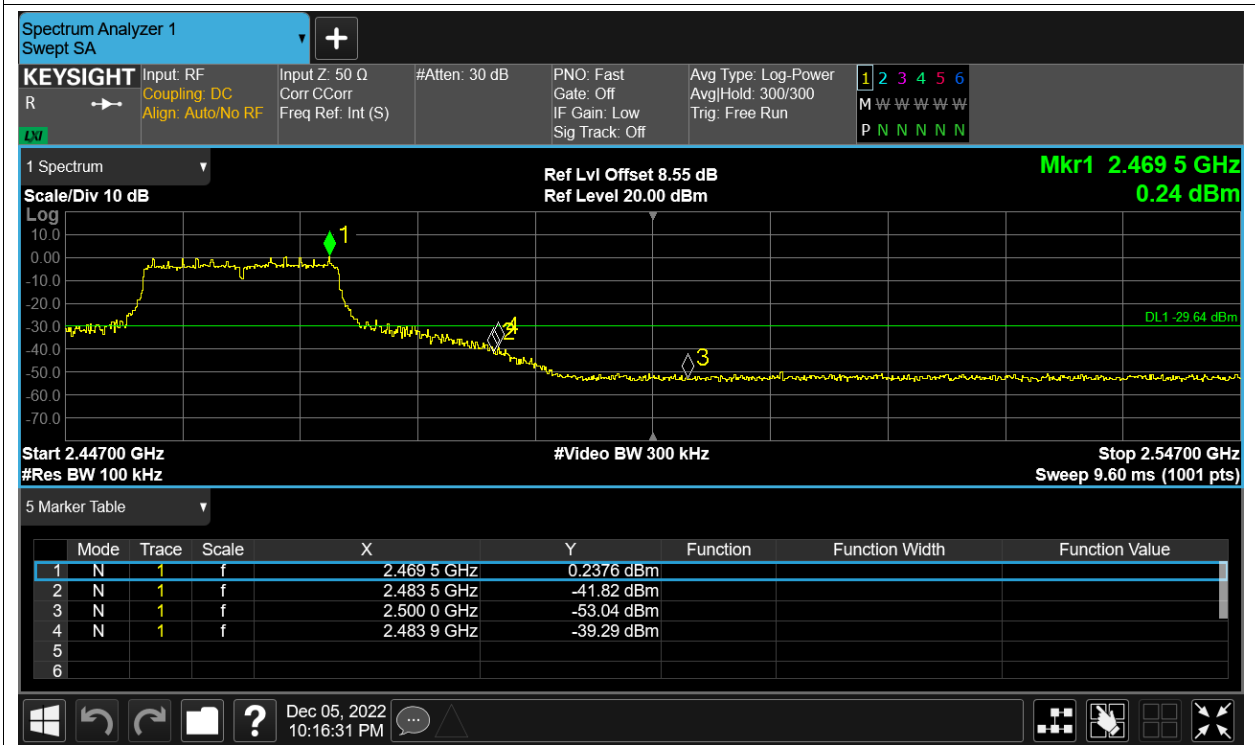 Spectrum Analyzer 1
Swept SA
KEYSIGHT Input: RF Input Z: 50 Ω #Atten: 30 dB PNO: Fast Avg Type: Log-Power 1 2 3 4 5 6
R Coupling: DC Corr CCorr Gate: Off Avg|Hold: 300/300 M W W W W W
Align: Auto/No RF Freq Ref: Int (S) IF Gain: Low Trig: Free Run
LXI Sig Track: Off P N N N N N
1 Spectrum Ref Lvl Offset 8.55 dB Mkr1 2.469 5 GHz
Scale/Div 10 dB Ref Level 20.00 dBm 0.24 dBm
Log
10.0
1
0.00
-10.0
-20.0
DL1 -29.64 dBm
-30.0
2 4
-40.0
3
-50.0
-60.0
-70.0
Start 2.44700 GHz #Video BW 300 kHz Stop 2.54700 GHz
#Res BW 100 kHz Sweep 9.60 ms (1001 pts)
5 Marker Table
Mode Trace Scale X Y Function Function Width Function Value
1 N 1 f 2.469 5 GHz 0.2376 dBm
2 N 1 f 2.483 5 GHz -41.82 dBm
3 N 1 f 2.500 0 GHz -53.04 dBm
4 N 1 f 2.483 9 GHz -39.29 dBm
5
6
? Dec 05, 2022
10:16:31 PM